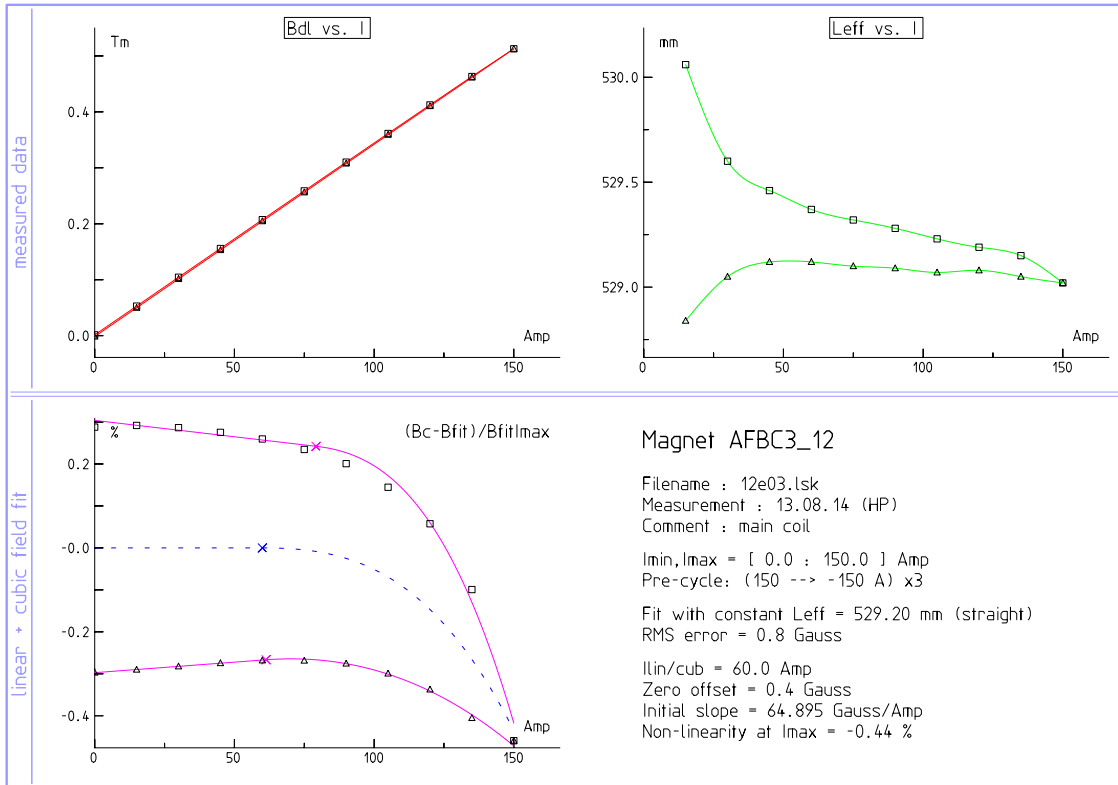 Bdl vs. I
Tm
0.4
0.2
0.0
0 50 100 150
Amp
measured data
Leff vs. I
mm
530.0
529.5
529.0
0 50 100 150
Amp
(Bc-Bfit)/BfitImax
%
0.2
-0.0
-0.2
-0.4
0 50 100 150
Amp
linear + cubic field fit
Magnet AFBC3_12
Filename : 12e03.lsk
Measurement : 13.08.14 (HP)
Comment : main coil
Imin,Imax = [ 0.0 : 150.0 ] Amp
Pre-cycle: (150 --> -150 A) x3
Fit with constant Leff = 529.20 mm (straight)
RMS error = 0.8 Gauss
Ilin/cub = 60.0 Amp
Zero offset = 0.4 Gauss
Initial slope = 64.895 Gauss/Amp
Non-linearity at Imax = -0.44 %